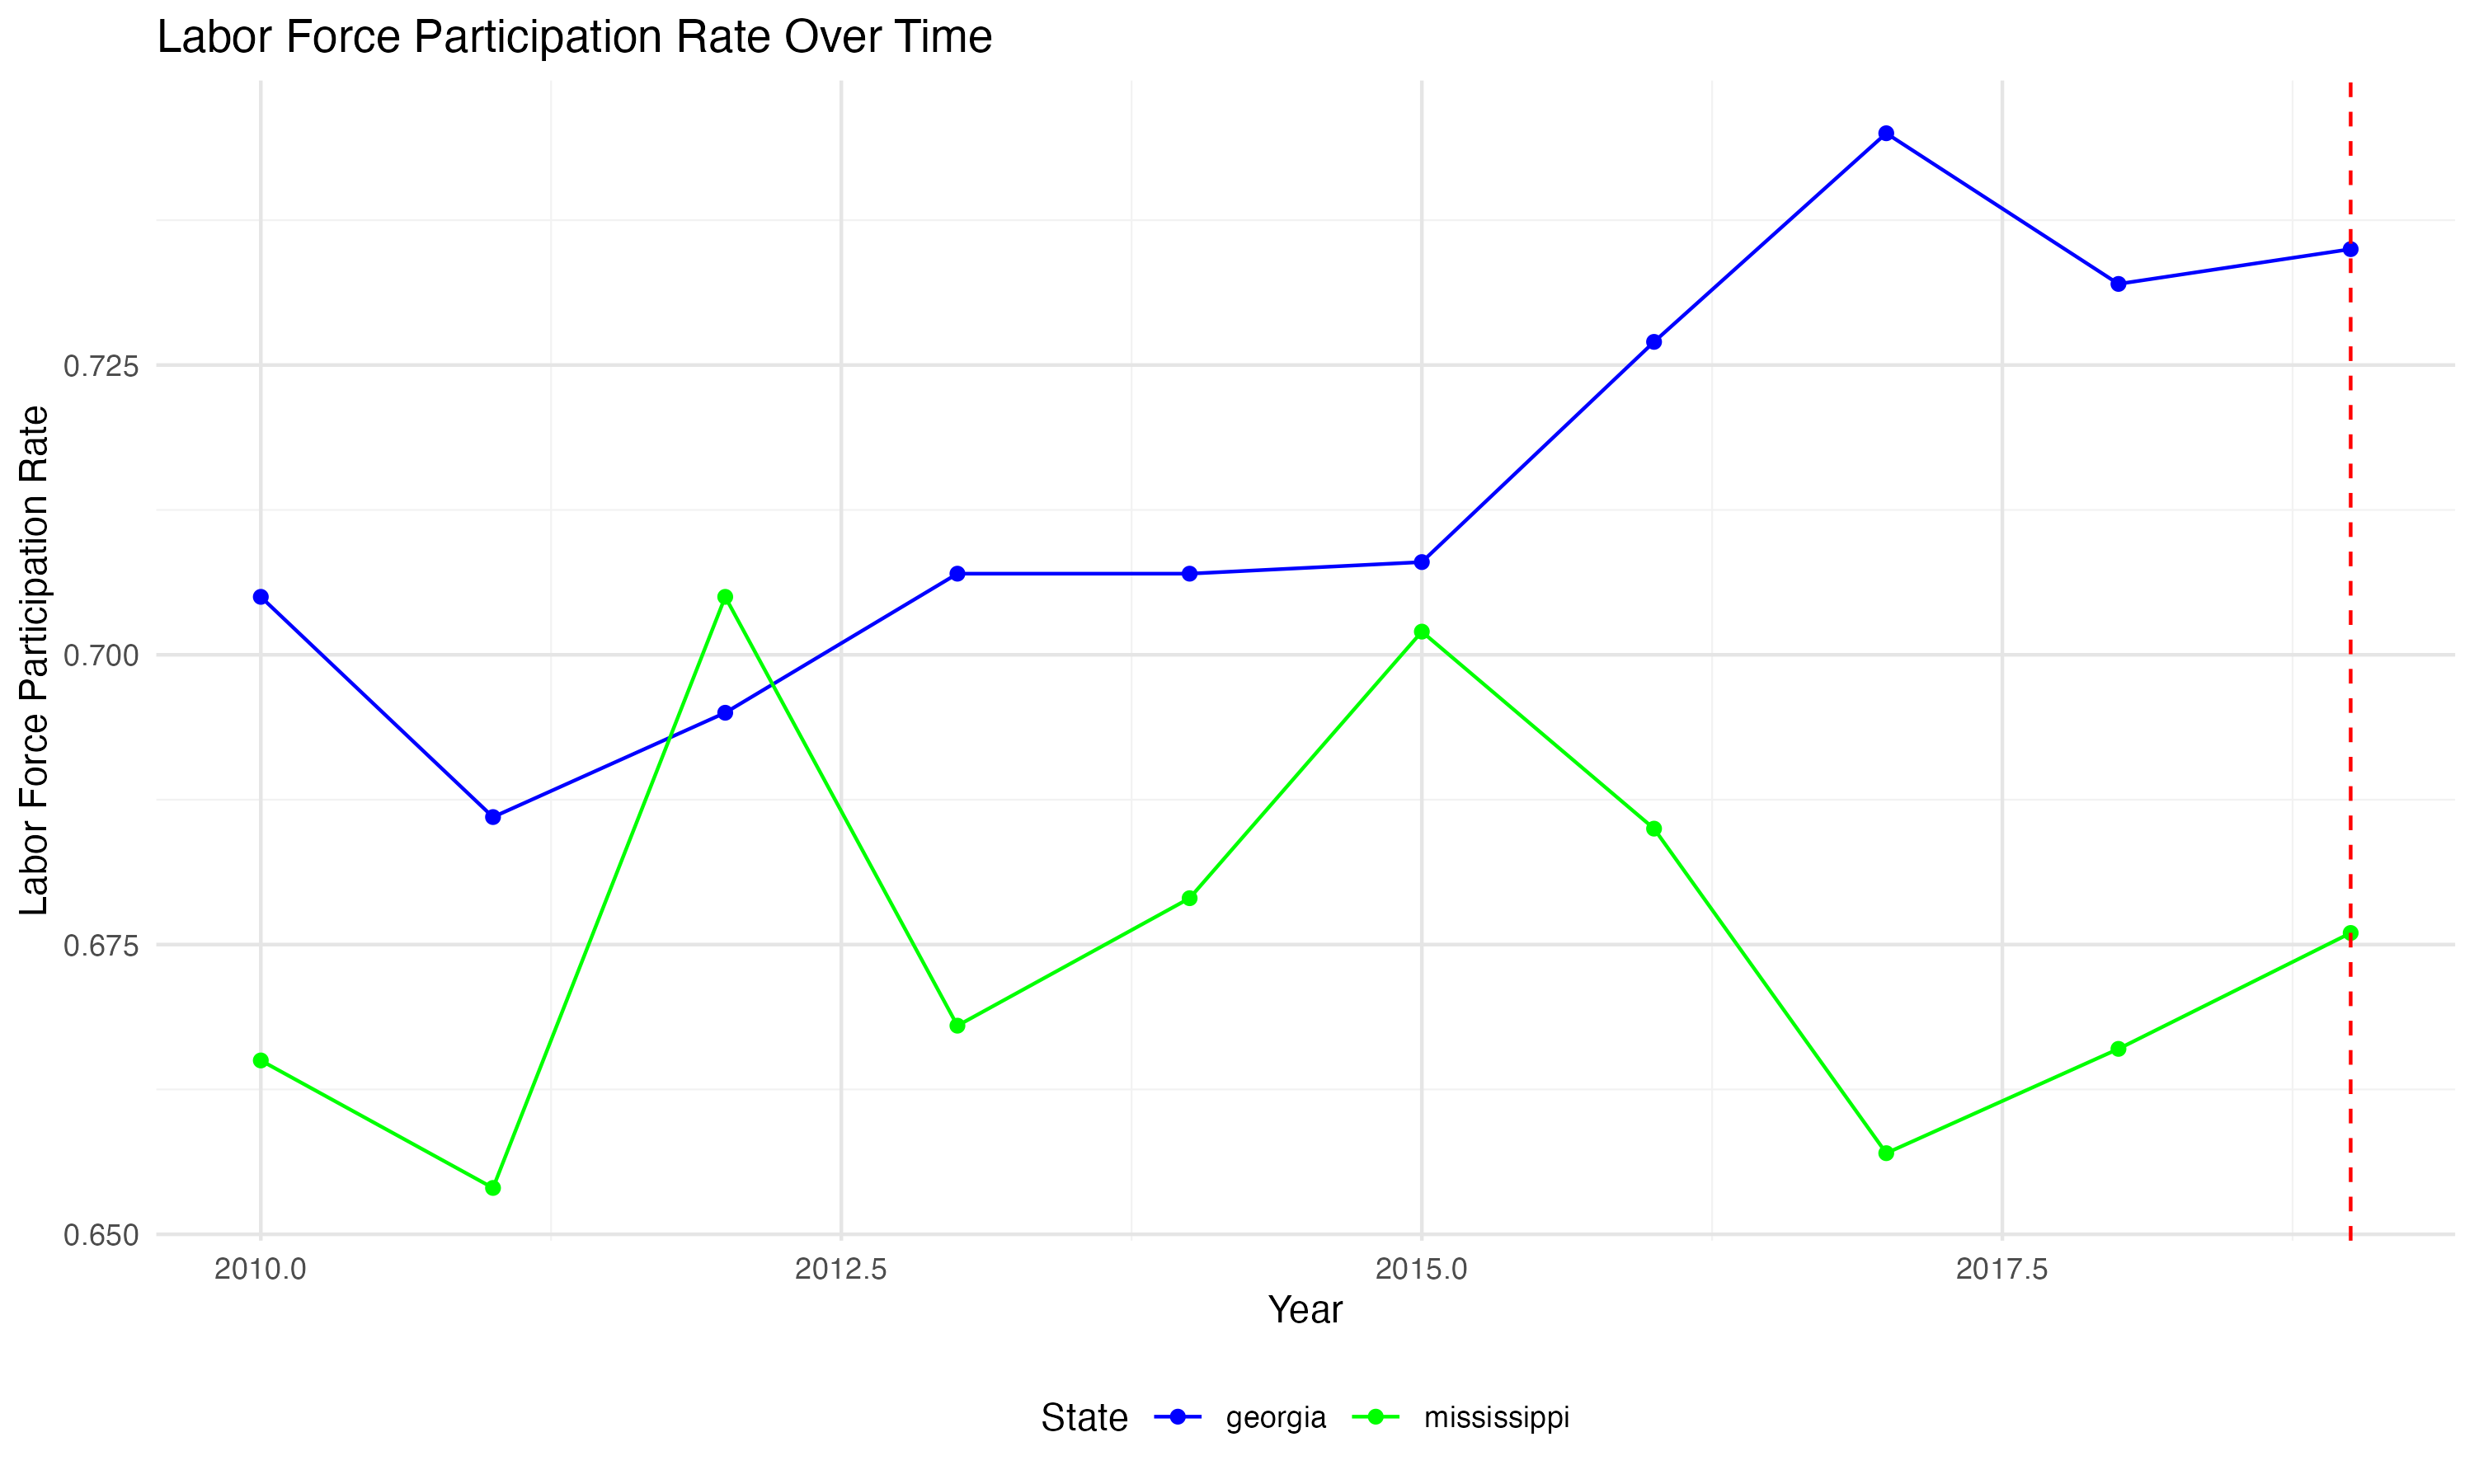 Labor Force Participation Rate Over Time
Labor Force Participation Rate
0.725
0.700
0.675
0.650
2010.0 2012.5 2015.0 2017.5
Year
State georgia mississippi